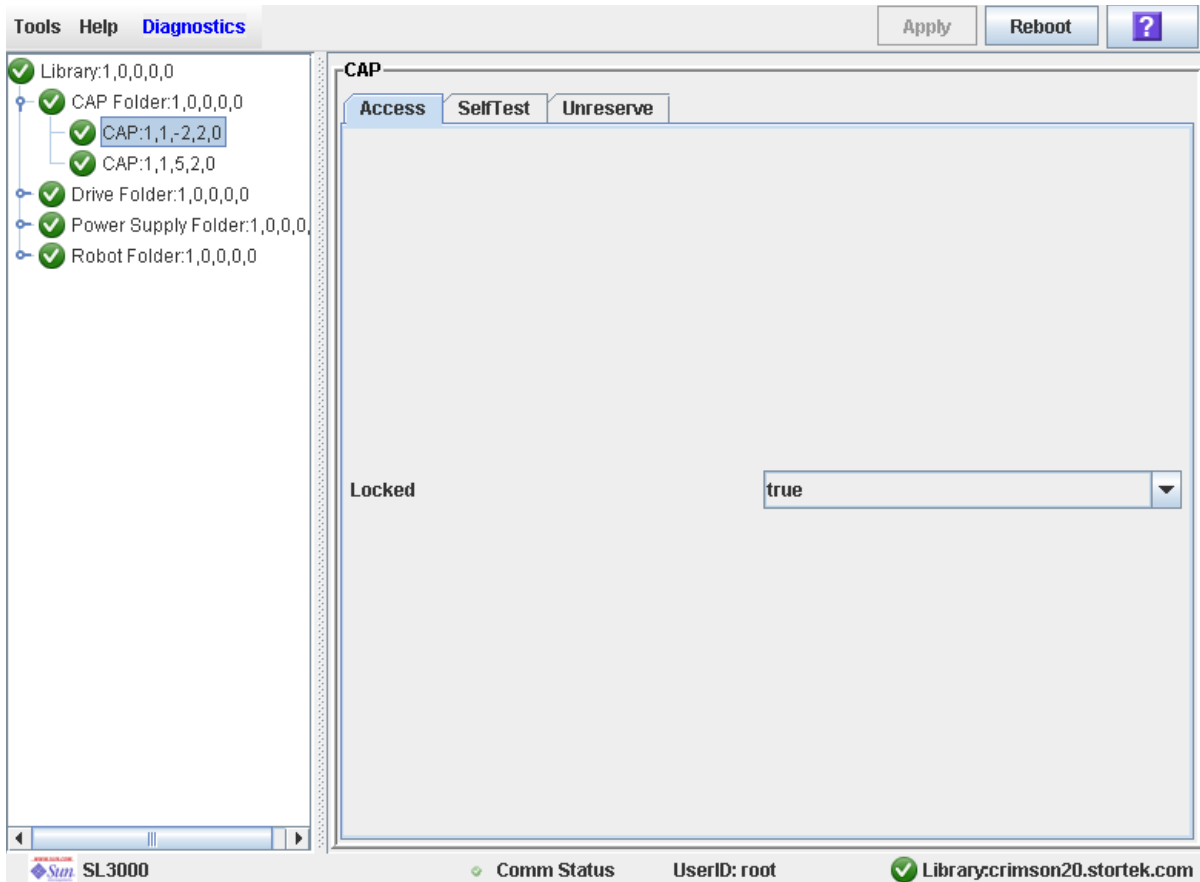 Tools Help Diagnostics
Apply
Reboot
?
Library:1,0,0,0,0
CAP Folder:1,0,0,0,0
CAP:1,1,-2,2,0
CAP:1,1,5,2,0
Drive Folder:1,0,0,0,0
Power Supply Folder:1,0,0,0,
Robot Folder:1,0,0,0,0
CAP
Access
SelfTest
Unreserve
Locked
true
Sun SL3000
Comm Status
UserID: root
Library:crimson20.stortek.com